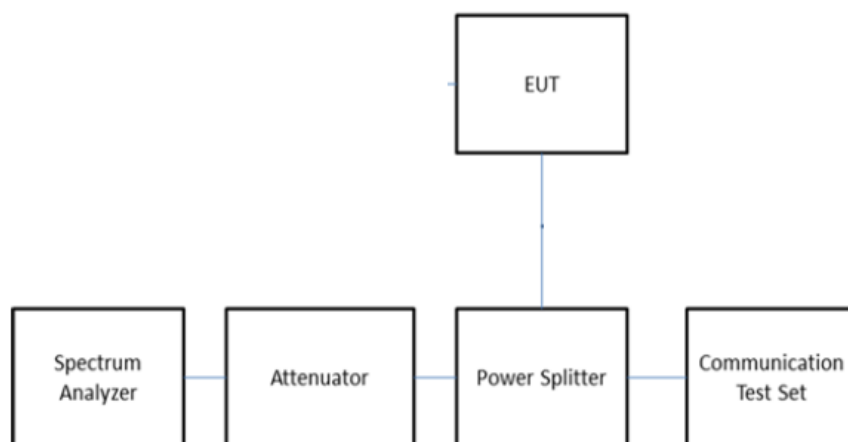 EUT
Spectrum
Analyzer
Attenuator
Power Splitter
Communication
Test Set